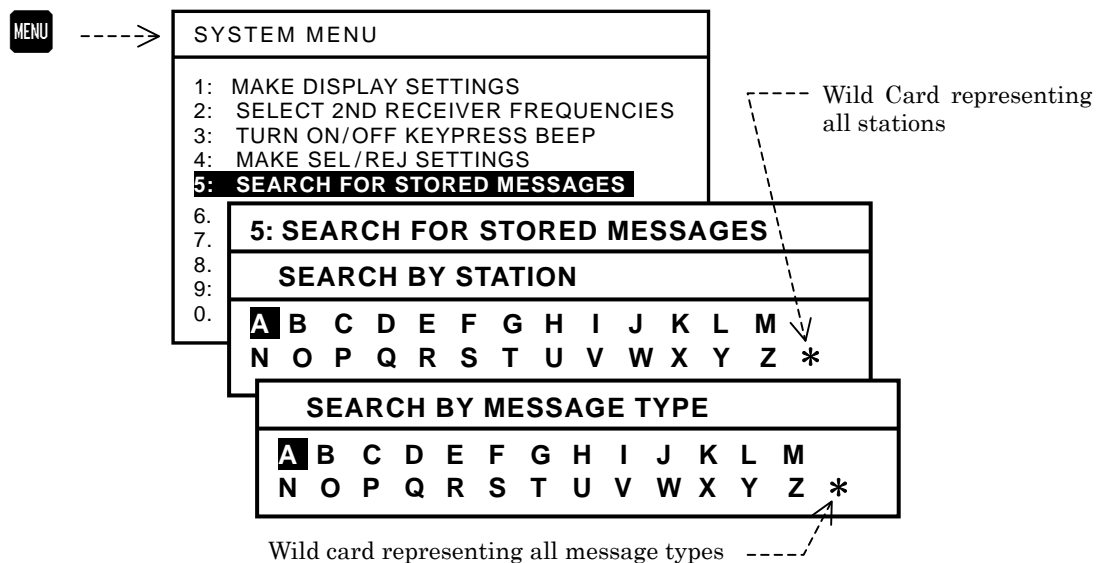 MENU
SYSTEM MENU
1: MAKE DISPLAY SETTINGS
2: SELECT 2ND RECEIVER FREQUENCIES
3: TURN ON/OFF KEYPRESS BEEP
4: MAKE SEL/REJ SETTINGS
5: SEARCH FOR STORED MESSAGES
6.
7.
8.
9:
0.
Wild Card representing
all stations
5: SEARCH FOR STORED MESSAGES
SEARCH BY STATION
A B C D E F G H I J K L M
N O P Q R S T U V W X Y Z *
SEARCH BY MESSAGE TYPE
A B C D E F G H I J K L M
N O P Q R S T U V W X Y Z *
Wild card representing all message types